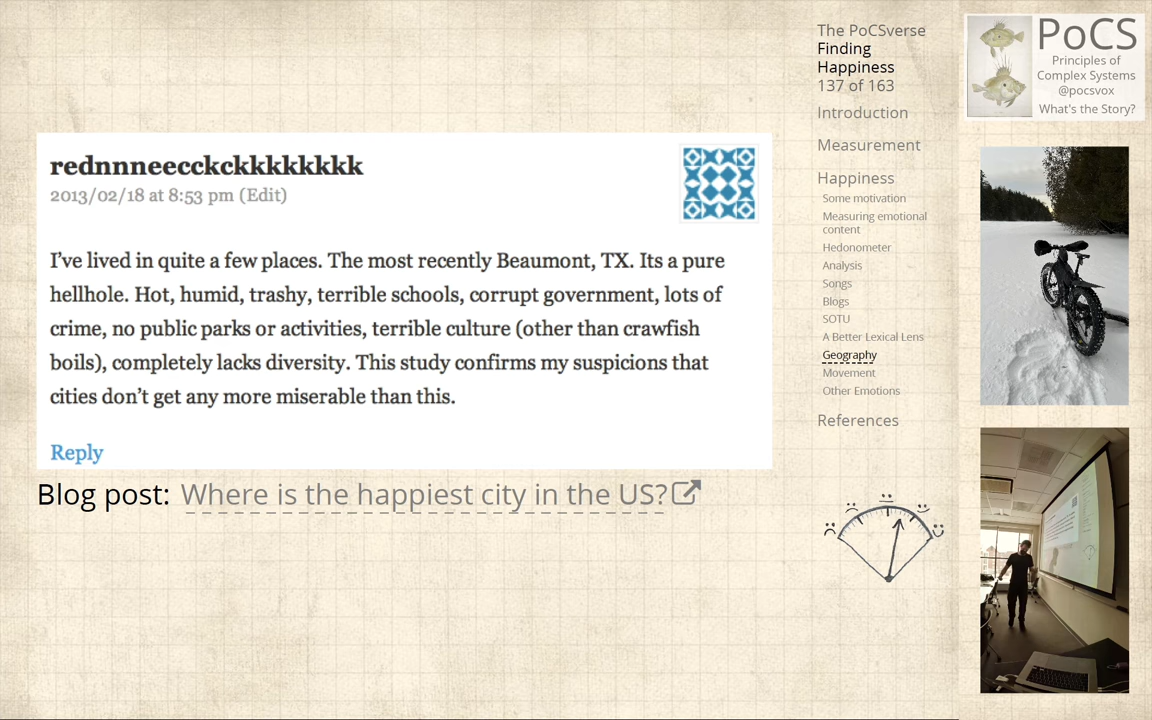 rednnneecckckkkkkkkk
2013/02/18 at 8:53 pm (Edit)
I've lived in quite a few places. The most recently Beaumont, TX. Its a pure
hellhole. Hot, humid, trashy, terrible schools, corrupt government, lots of
crime, no public parks or activities, terrible culture (other than crawfish
boils), completely lacks diversity. This study confirms my suspicions that
cities don't get any more miserable than this.
Reply
Blog post: Where is the happiest city in the US?
The PoCSverse
Finding
Happiness
137 of 163
Introduction
Measurement
Happiness
Some motivation
Measuring emotional
content
Hedonometer
Analysis
Songs
Blogs
SOTU
A Better Lexical Lens
Geography
Movement
Other Emotions
References
PoCS
Principles of
Complex Systems
@pocsvox
What's the Story?